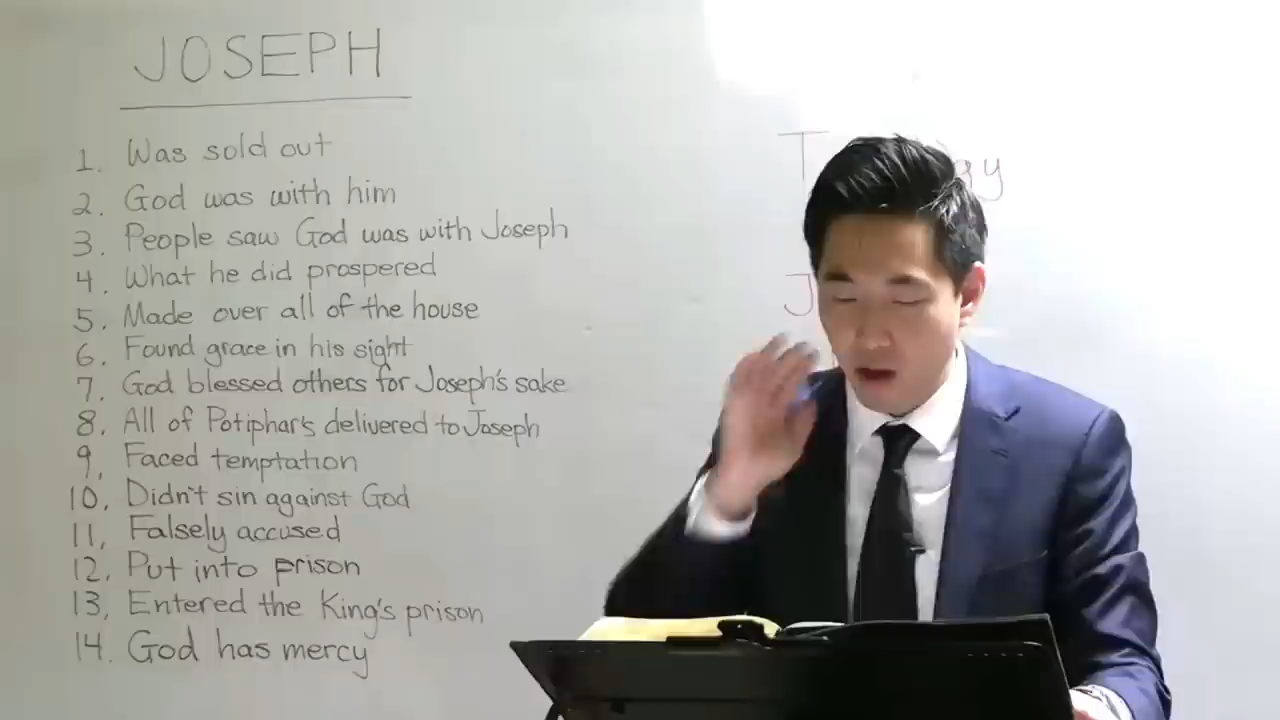 JOSEPH
1. Was sold out
2. God was with him
3. People saw God was with Joseph
4. What he did prospered
5. Made over all of the house
6. Found grace in his sight
7. God blessed others for Joseph's sake
8. All of Potiphar's delivered to Joseph
9. Faced temptation
10. Didn't sin against God
11. Falsely accused
12. Put into prison
13. Entered the King's prison
14. God has mercy